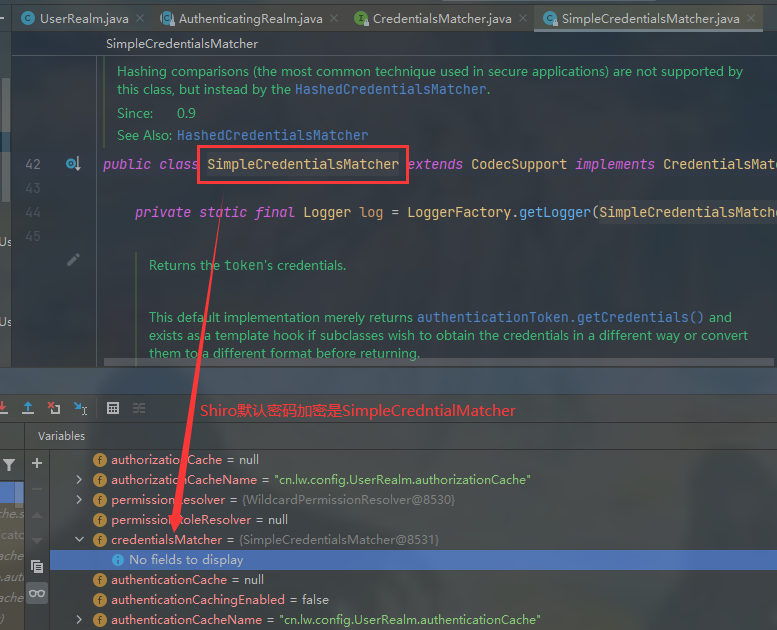 UserRealm.java AuthenticatingRealm.java CredentialsMatcher.java SimpleCredentialsMatcher.java
SimpleCredentialsMatcher
Hashing comparisons (the most common technique used in secure applications) are not supported by
this class, but instead by the HashedCredentialsMatcher.
Since: 0.9
See Also: HashedCredentialsMatcher
42 public class SimpleCredentialsMatcher extends CodecSupport implements CredentialsMat
43
44 private static final Logger log = LoggerFactory.getLogger(SimpleCredentialsMatche
45
Us
Returns the token's credentials.
This default implementation merely returns authenticationToken.getCredentials() and
Us
exists as a template hook if subclasses wish to obtain the credentials in a different way or convert
them to a different format before returning.
Shiro默认密码加密是SimpleCredntialMatcher
Variables
authorizationCache = null
authorizationCacheName = "cn.lw.config.UserRealm.authorizationCache"
permissionResolver = {WildcardPermissionResolver@8530}
permissionRoleResolver = null
credentialsMatcher = {SimpleCredentialsMatcher@8531}
No fields to display
authenticationCache = null
authenticationCachingEnabled = false
authenticationCacheName = "cn.lw.config.UserRealm.authenticationCache"